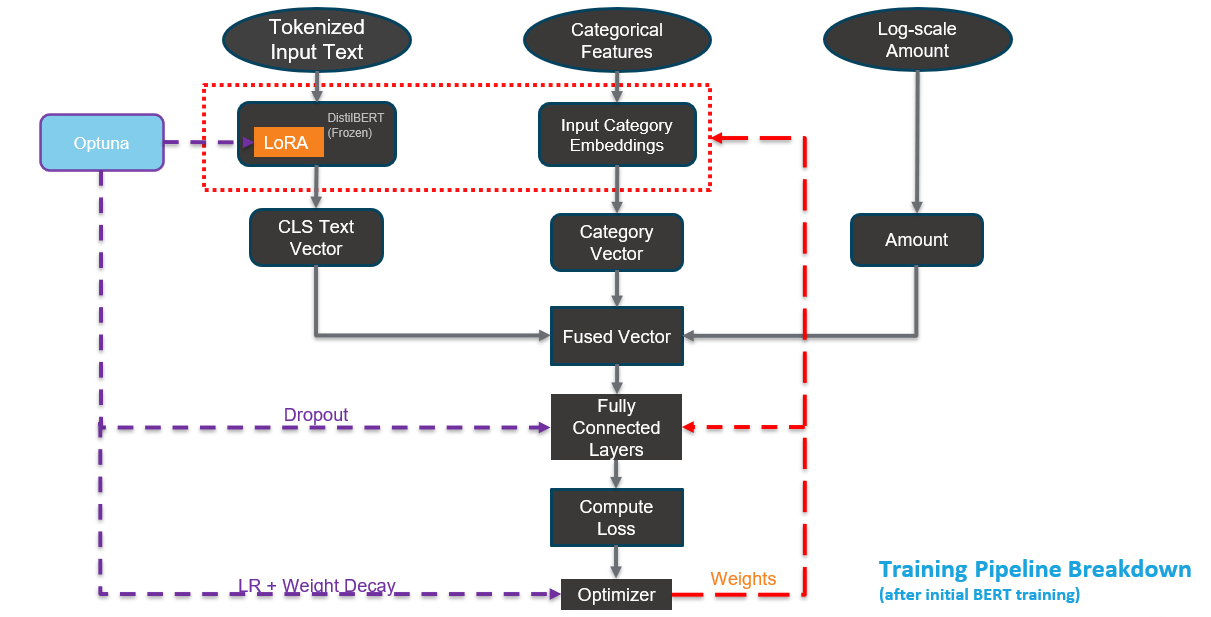 Tokenized
Input Text
Categorical
Features
Log-scale
Amount
DistilBERT
(Frozen)
LoRA
Input Category
Embeddings
Optuna
CLS Text
Vector
Category
Vector
Amount
Fused Vector
Dropout
Fully
Connected
Layers
Compute
Loss
LR + Weight Decay
Optimizer
Weights
Training Pipeline Breakdown
(after initial BERT training)